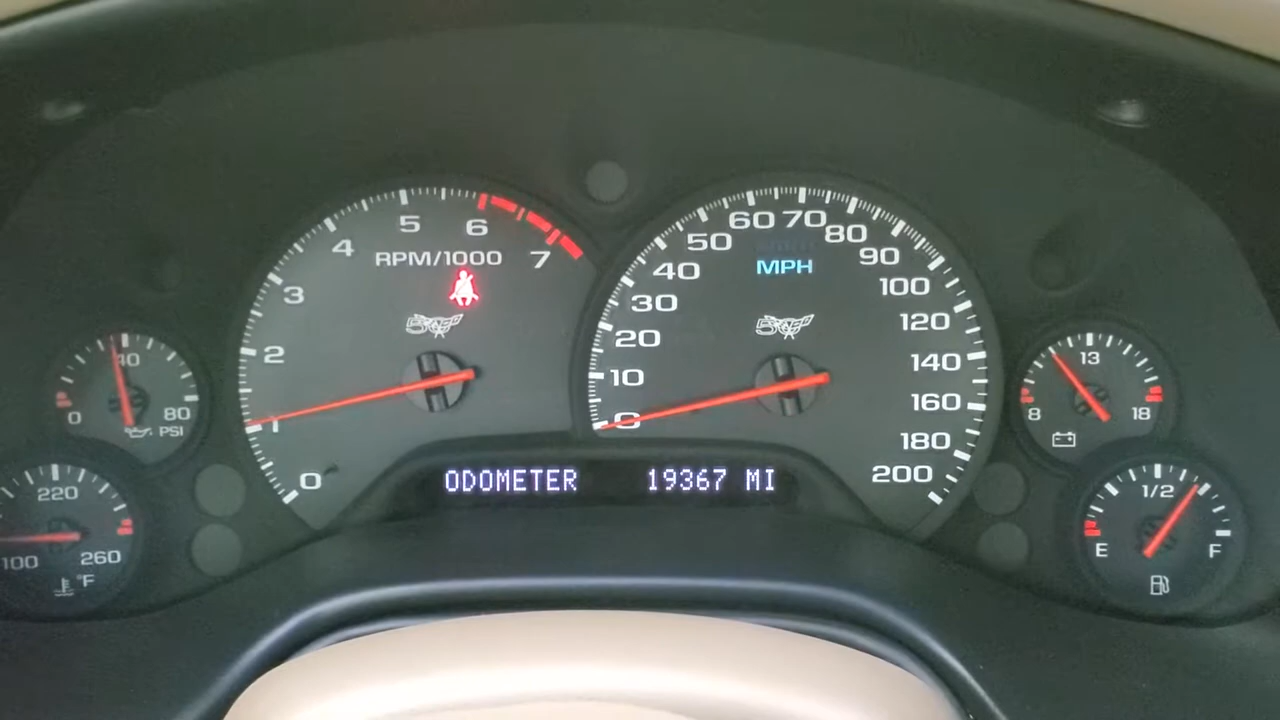 0 1 2 3 4 5 6 7
RPM/1000
50
0 10 20 30 40 50 60 70 80 90 100 120 140 160 180 200
MPH
50
0 40 80
PSI
100 220 260
°F
8 13 18
E 1/2 F
ODOMETER 19367 MI